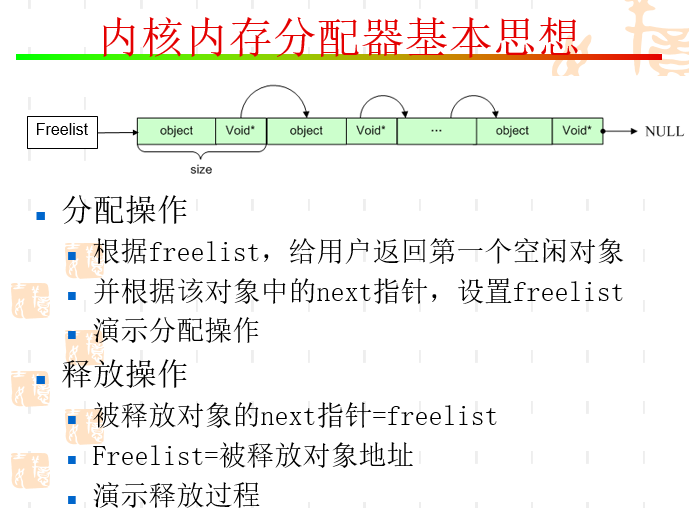 内核内存分配器基本思想
Freelist object Void* object Void* ... object Void* NULL
size
分配操作
根据freelist，给用户返回第一个空闲对象
并根据该对象中的next指针，设置freelist
演示分配操作
释放操作
被释放对象的next指针=freelist
Freelist=被释放对象地址
演示释放过程